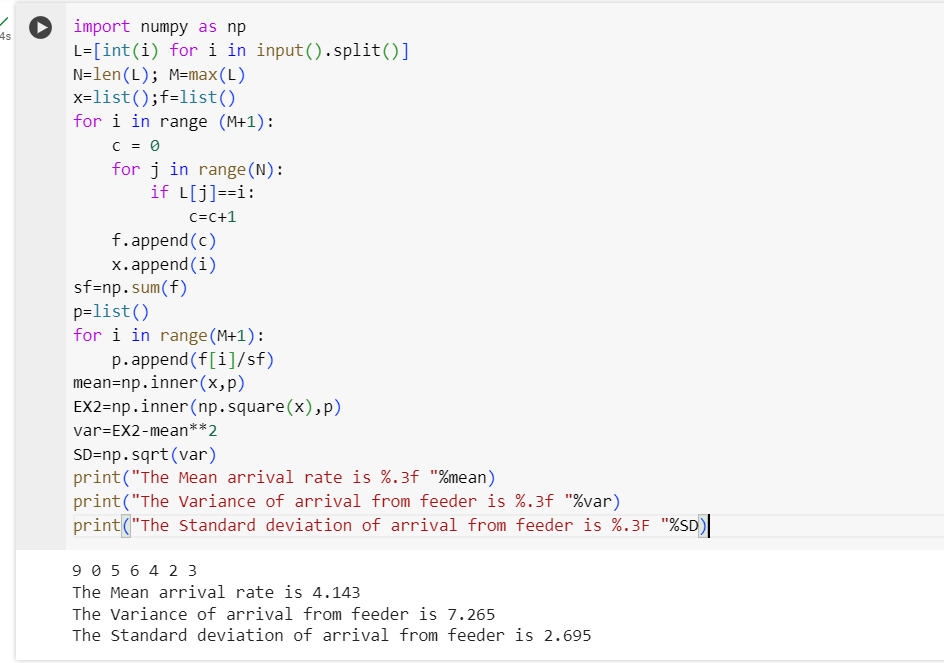 4s
import numpy as np
L=[int(i) for i in input().split()]
N=len(L); M=max(L)
x=list();f=list()
for i in range (M+1):
    c = 0
    for j in range(N):
        if L[j]==i:
            c=c+1
    f.append(c)
    x.append(i)
sf=np.sum(f)
p=list()
for i in range(M+1):
    p.append(f[i]/sf)
mean=np.inner(x,p)
EX2=np.inner(np.square(x),p)
var=EX2-mean**2
SD=np.sqrt(var)
print("The Mean arrival rate is %.3f "%mean)
print("The Variance of arrival from feeder is %.3f "%var)
print("The Standard deviation of arrival from feeder is %.3F "%SD)
9 0 5 6 4 2 3
The Mean arrival rate is 4.143
The Variance of arrival from feeder is 7.265
The Standard deviation of arrival from feeder is 2.695